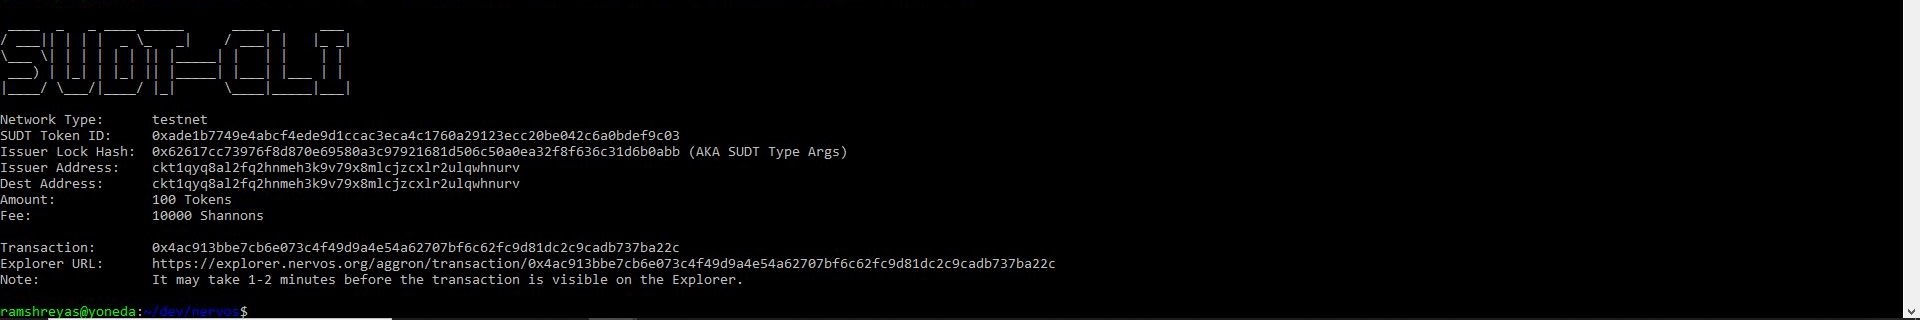 SUDT-CLI
Network Type: testnet
SUDT Token ID: 0xade1b7749e4abcf4ede9d1ccac3eca4c1760a29123ecc20be042c6a0bdef9c03
Issuer Lock Hash: 0x62617cc73976f8d870e69580a3c97921681d506c50a0ea32f8f636c31d6b0abb (AKA SUDT Type Args)
Issuer Address: ckt1qyq8al2fq2hnmeh3k9v79x8mlcjzcxlr2ulqwhnurv
Dest Address: ckt1qyq8al2fq2hnmeh3k9v79x8mlcjzcxlr2ulqwhnurv
Amount: 100 Tokens
Fee: 10000 Shannons
Transaction: 0x4ac913bbe7cb6e073c4f49d9a4e54a62707bf6c62fc9d81dc2c9cadb737ba22c
Explorer URL: https://explorer.nervos.org/aggron/transaction/0x4ac913bbe7cb6e073c4f49d9a4e54a62707bf6c62fc9d81dc2c9cadb737ba22c
Note: It may take 1-2 minutes before the transaction is visible on the Explorer.
ramshreyas@yoneda:~/dev/nervos$